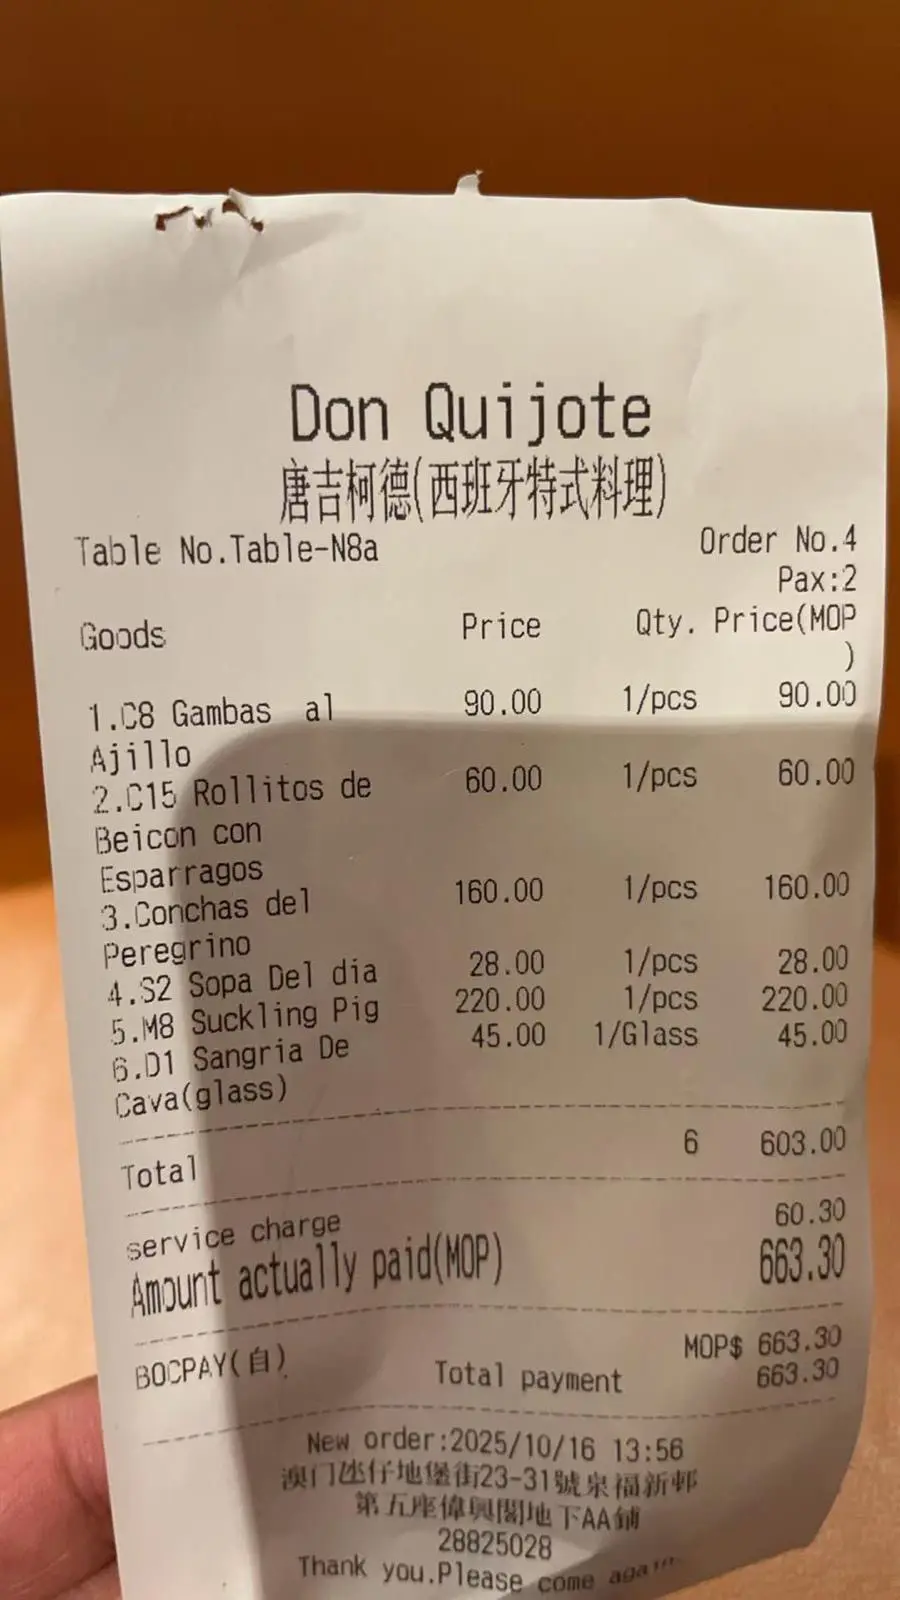 Don Quijote
唐吉柯德(西班牙特式料理)
Table No.Table-N8a Order No.4
Pax:2
Goods Price Qty. Price(MOP
)
1.C8 Gambas al 90.00 1/pcs 90.00
Ajillo
2.C15 Rollitos de 60.00 1/pcs 60.00
Beicon con
Esparragos
3.Conchas del 160.00 1/pcs 160.00
Peregrino
4.S2 Sopa Del dia 28.00 1/pcs 28.00
5.M8 Suckling Pig 220.00 1/pcs 220.00
6.D1 Sangria De 45.00 1/Glass 45.00
Cava(glass)
Total 6 603.00
service charge 60.30
Amount actually paid(MOP) 663.30
BOCPAY(自) MOP$ 663.30
Total payment 663.30
New order:2025/10/16 13:56
澳门氹仔地堡街23-31號泉福新邨
第五座偉興閣地下AA鋪
28825028
Thank you.Please come again.